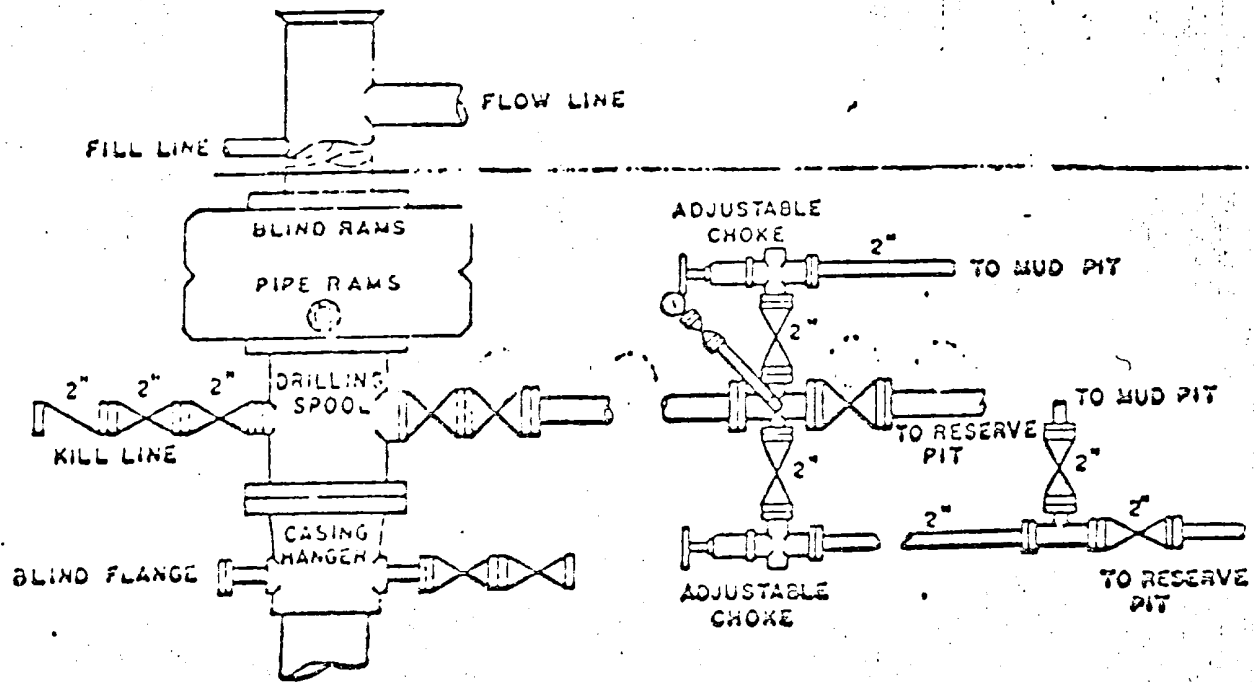 FLOW LINE
FILL LINE
BLIND RAMS
PIPE RAMS
ADJUSTABLE
CHOKE
2"
TO MUD PIT
2"
2" 2" 2"
DRILLING
SPOOL
KILL LINE
TO RESERVE
PIT
TO MUD PIT
2"
2"
2"
2"
CASING
HANGER
BLIND FLANGE
ADJUSTABLE
CHOKE
TO RESERVE
PIT